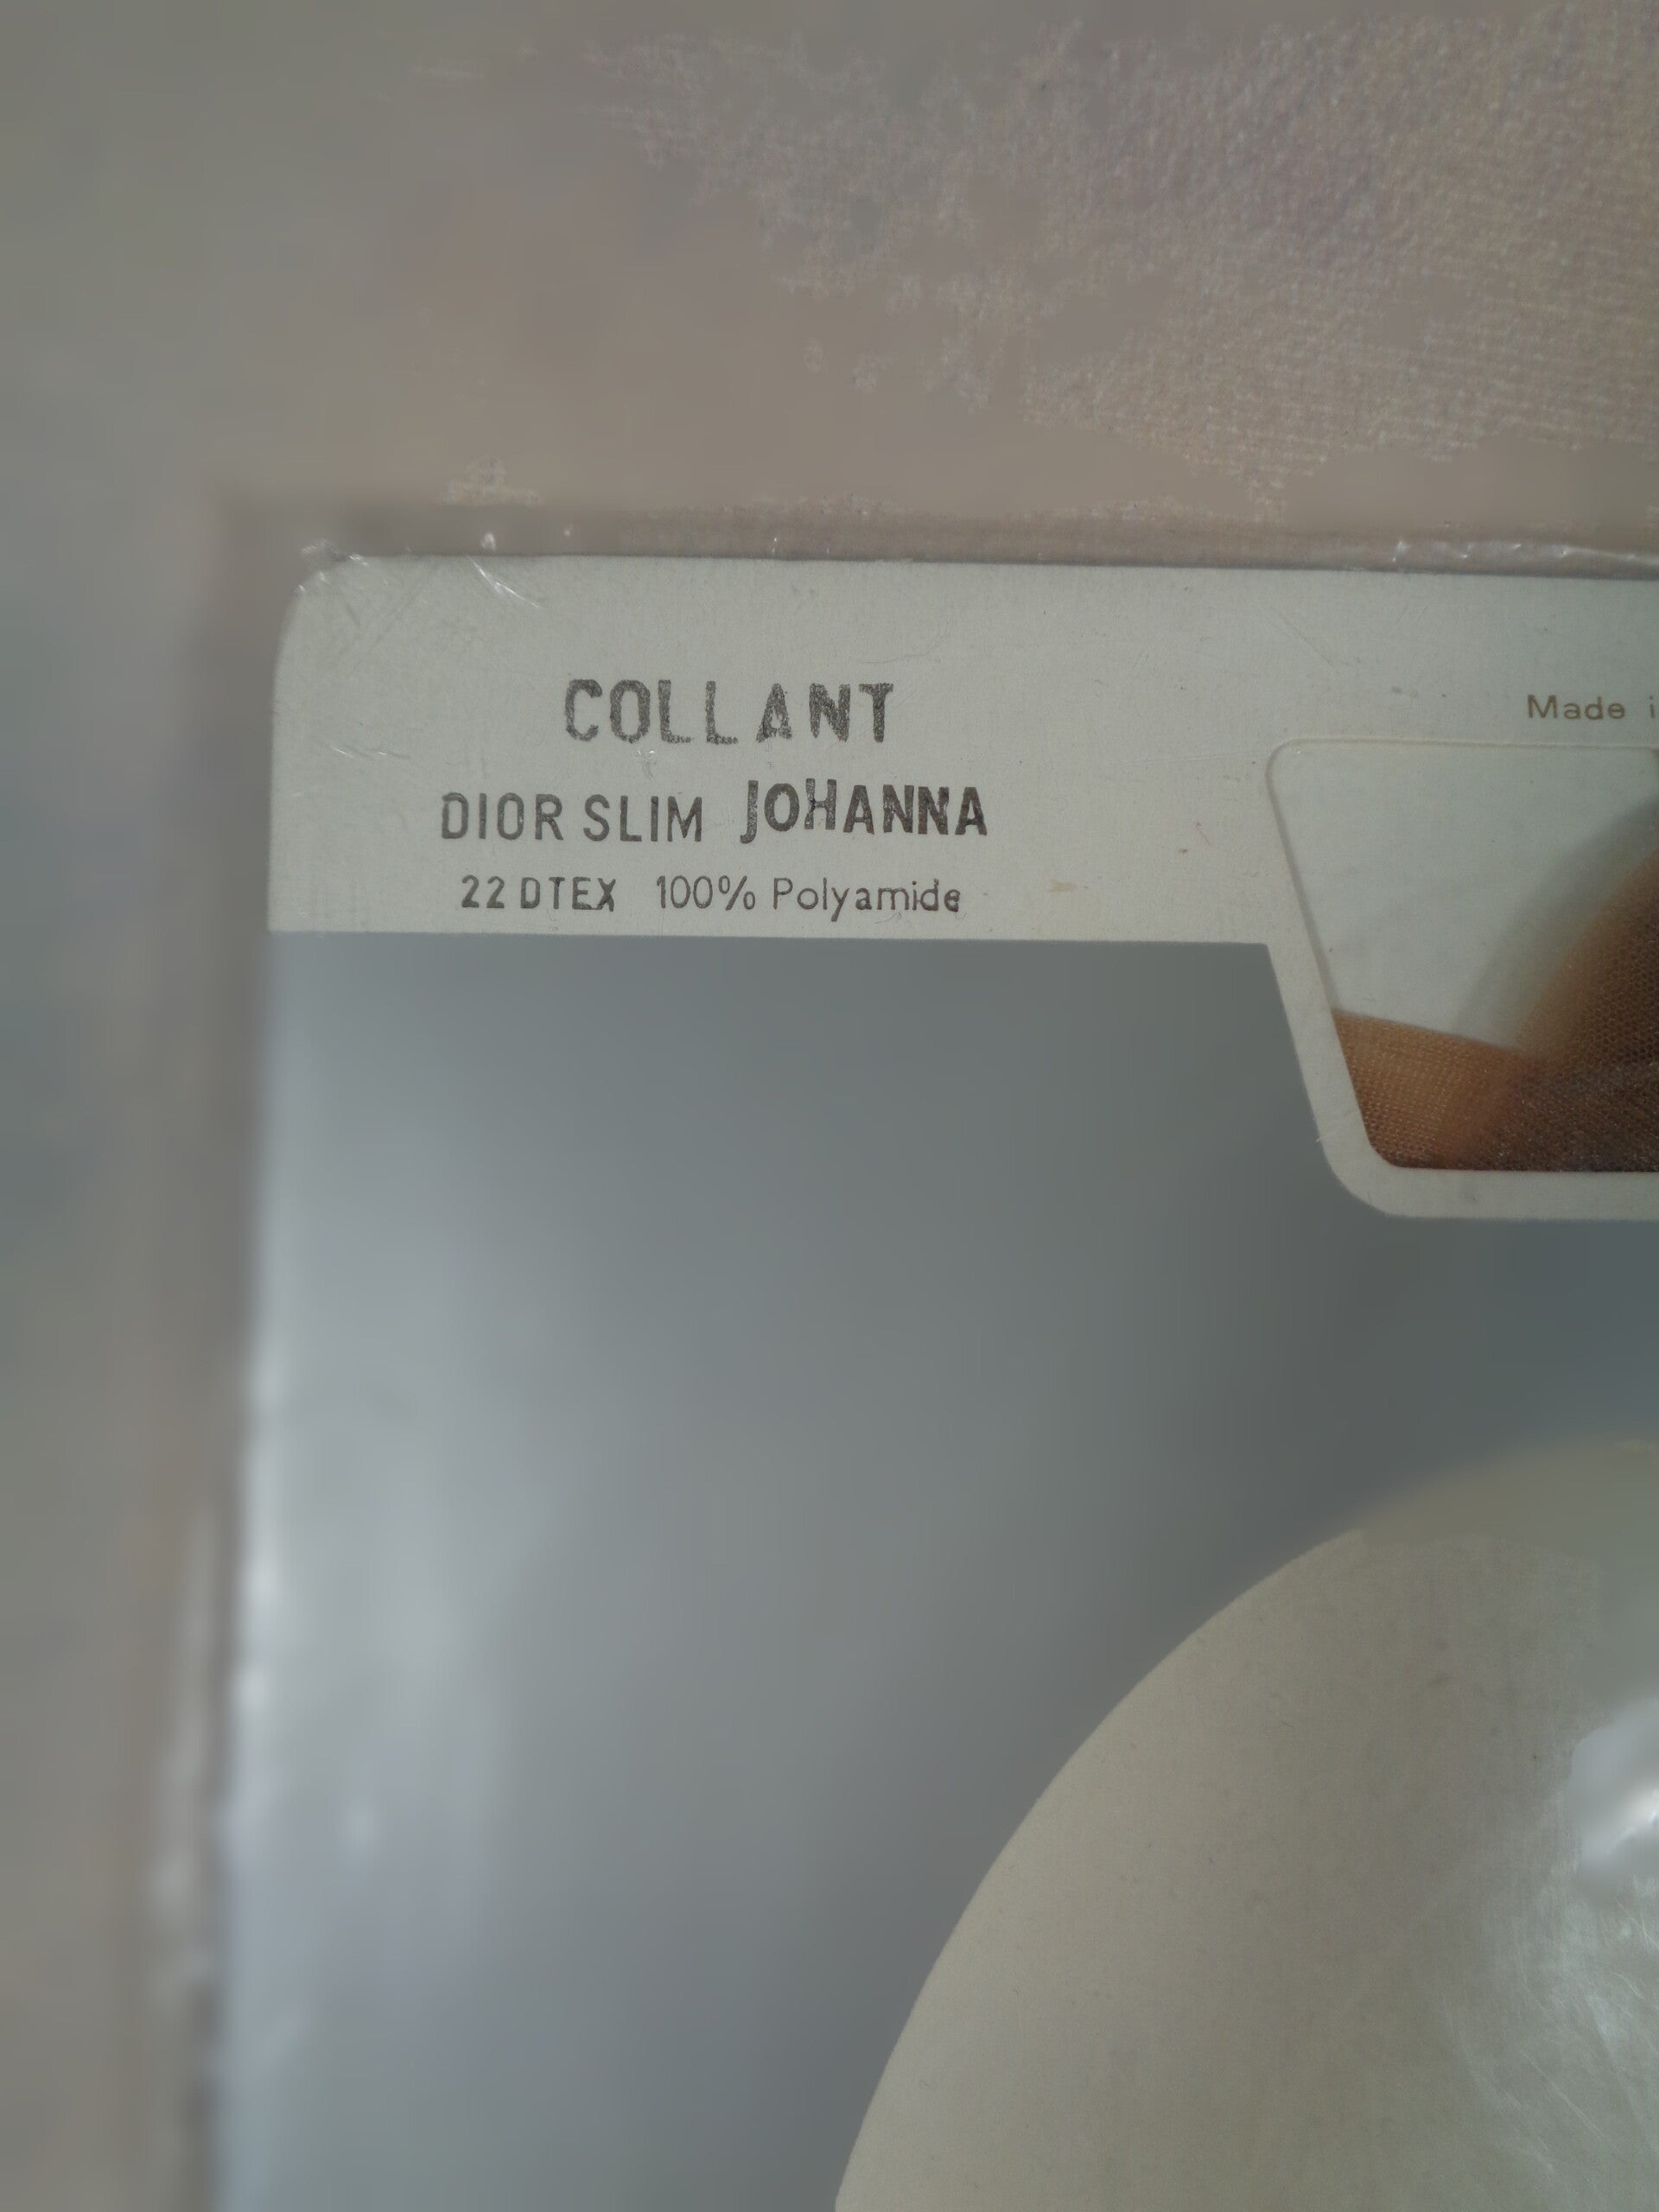 COLLANT
DIOR SLIM JOHANNA
22 DTEX 100% Polyamide
Made